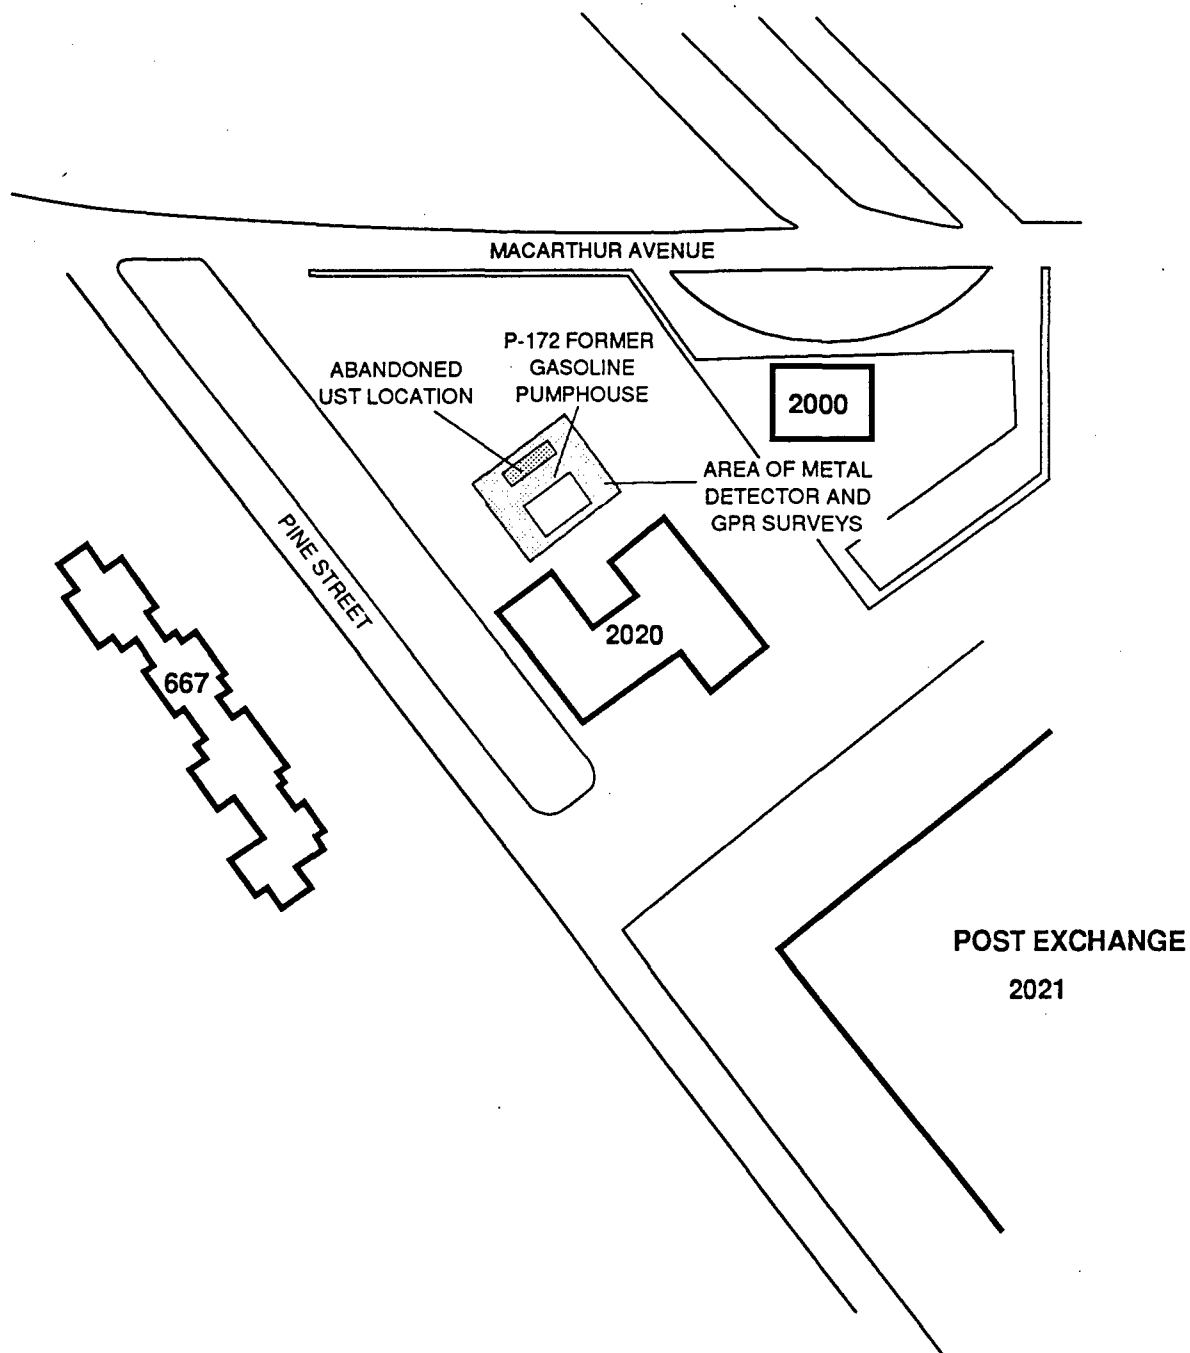 MACARTHUR AVENUE
P-172 FORMER
GASOLINE
PUMPHOUSE
ABANDONED
UST LOCATION
2000
AREA OF METAL
DETECTOR AND
GPR SURVEYS
PINE STREET
2020
667
POST EXCHANGE
2021